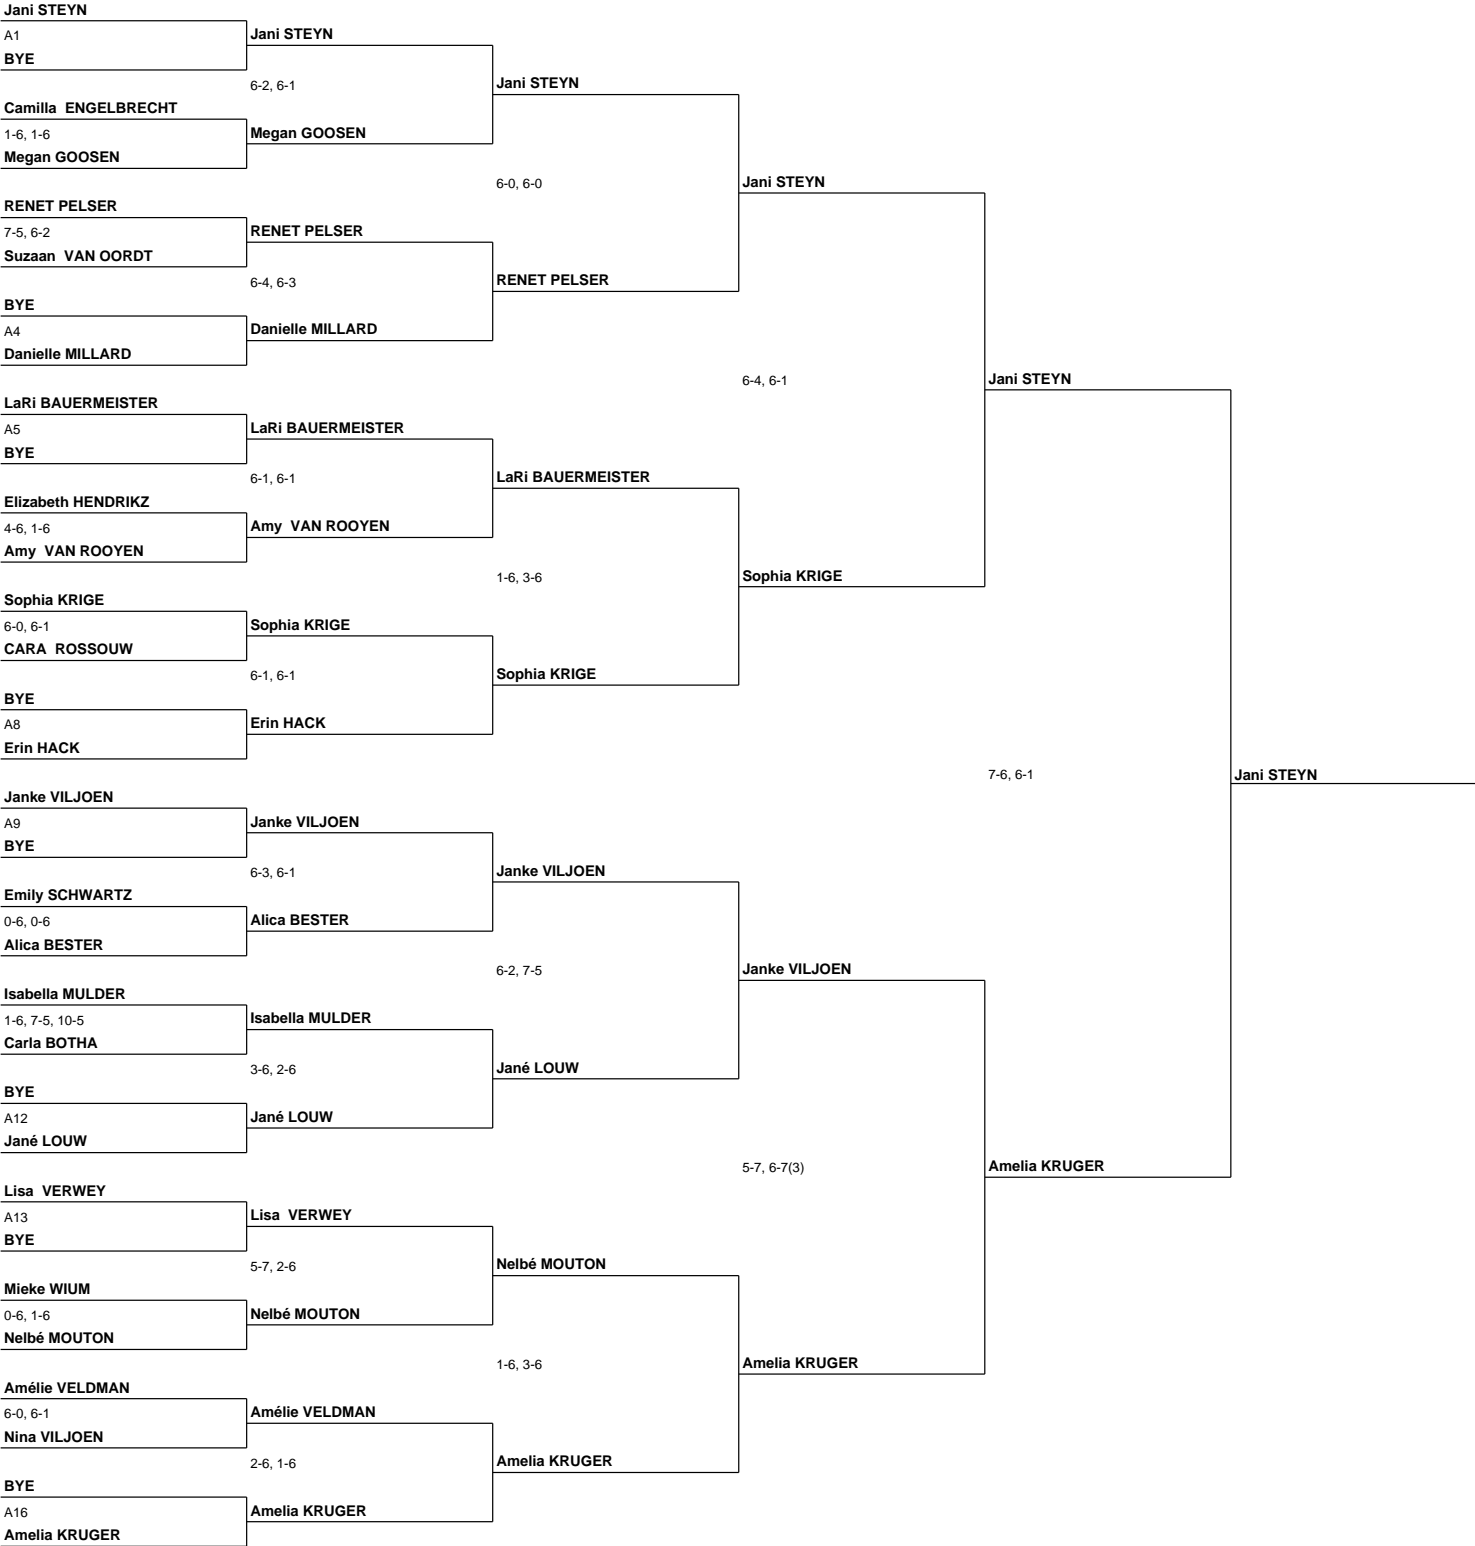 Jani STEYN
A1
BYE
Jani STEYN
6-2, 6-1
Jani STEYN
Camilla  ENGELBRECHT
1-6, 1-6
Megan GOOSEN
Megan GOOSEN
6-0, 6-0
Jani STEYN
RENET PELSER
7-5, 6-2
Suzaan  VAN OORDT
RENET PELSER
6-4, 6-3
RENET PELSER
BYE
A4
Danielle MILLARD
Danielle MILLARD
6-4, 6-1
Jani STEYN
LaRi BAUERMEISTER
A5
BYE
LaRi BAUERMEISTER
6-1, 6-1
LaRi BAUERMEISTER
Elizabeth HENDRIKZ
4-6, 1-6
Amy  VAN ROOYEN
Amy  VAN ROOYEN
1-6, 3-6
Sophia KRIGE
Sophia KRIGE
6-0, 6-1
CARA  ROSSOUW
Sophia KRIGE
6-1, 6-1
Sophia KRIGE
BYE
A8
Erin HACK
Erin HACK
7-6, 6-1
Jani STEYN
Janke VILJOEN
A9
BYE
Janke VILJOEN
6-3, 6-1
Janke VILJOEN
Emily SCHWARTZ
0-6, 0-6
Alica BESTER
Alica BESTER
6-2, 7-5
Janke VILJOEN
Isabella MULDER
1-6, 7-5, 10-5
Carla BOTHA
Isabella MULDER
3-6, 2-6
Jané LOUW
BYE
A12
Jané LOUW
Jané LOUW
5-7, 6-7(3)
Amelia KRUGER
Lisa  VERWEY
A13
BYE
Lisa  VERWEY
5-7, 2-6
Nelbé MOUTON
Mieke WIUM
0-6, 1-6
Nelbé MOUTON
Nelbé MOUTON
1-6, 3-6
Amelia KRUGER
Amélie VELDMAN
6-0, 6-1
Nina VILJOEN
Amélie VELDMAN
2-6, 1-6
Amelia KRUGER
BYE
A16
Amelia KRUGER
Amelia KRUGER